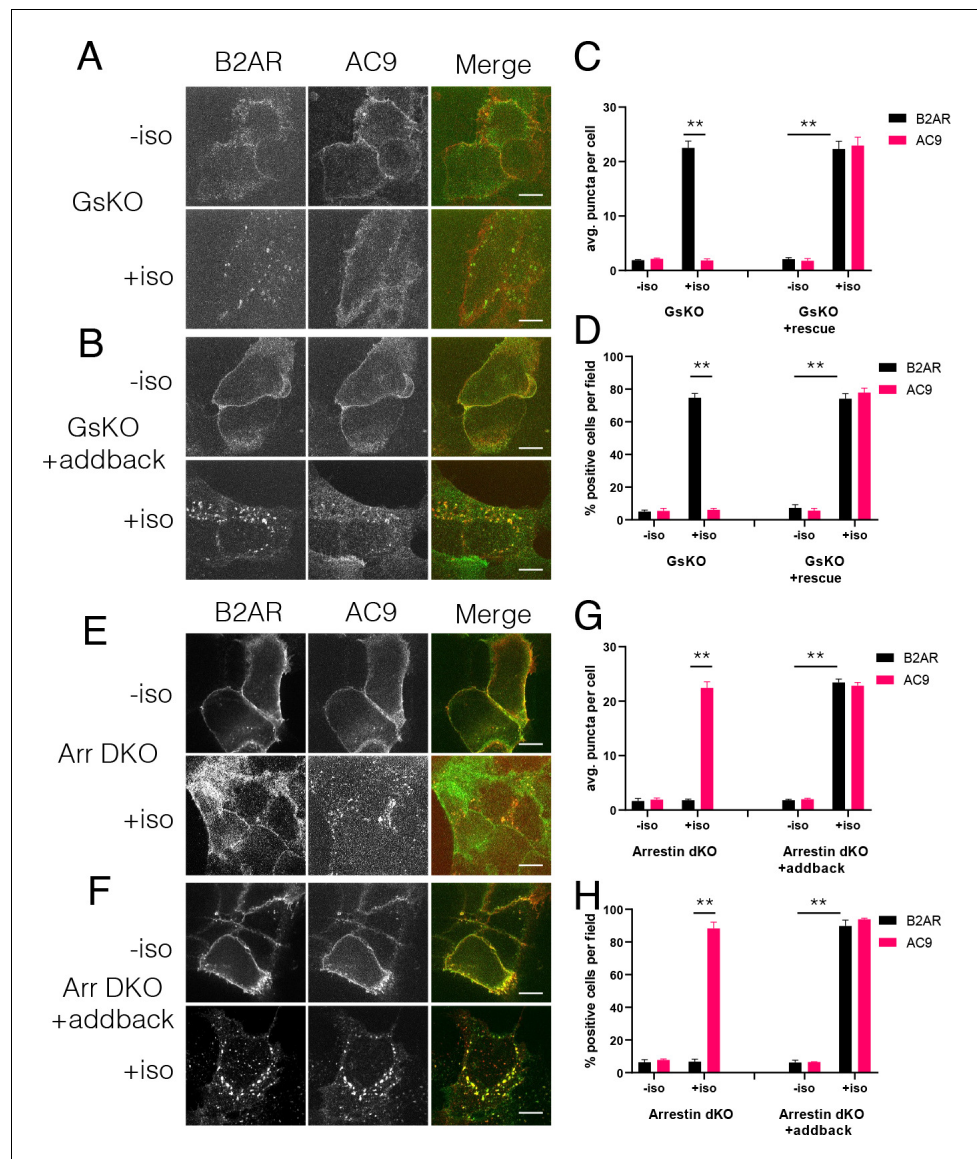 A
B2AR AC9 Merge
-iso
GsKO
+iso
B
-iso
GsKO
+addback
+iso
C
avg. puncta per cell
30
20
10
0
** **
B2AR
AC9
-iso +iso -iso +iso
GsKO GsKO
+rescue
D
% positive cells per field
100
80
60
40
20
0
** **
B2AR
AC9
-iso +iso -iso +iso
GsKO GsKO
+rescue
E
B2AR AC9 Merge
-iso
Arr DKO
+iso
F
-iso
Arr DKO
+addback
+iso
G
avg. puncta per cell
30
20
10
0
** **
B2AR
AC9
-iso +iso -iso +iso
Arrestin dKO Arrestin dKO
+addback
H
% positive cells per field
100
80
60
40
20
0
** **
B2AR
AC9
-iso +iso -iso +iso
Arrestin dKO Arrestin dKO
+addback